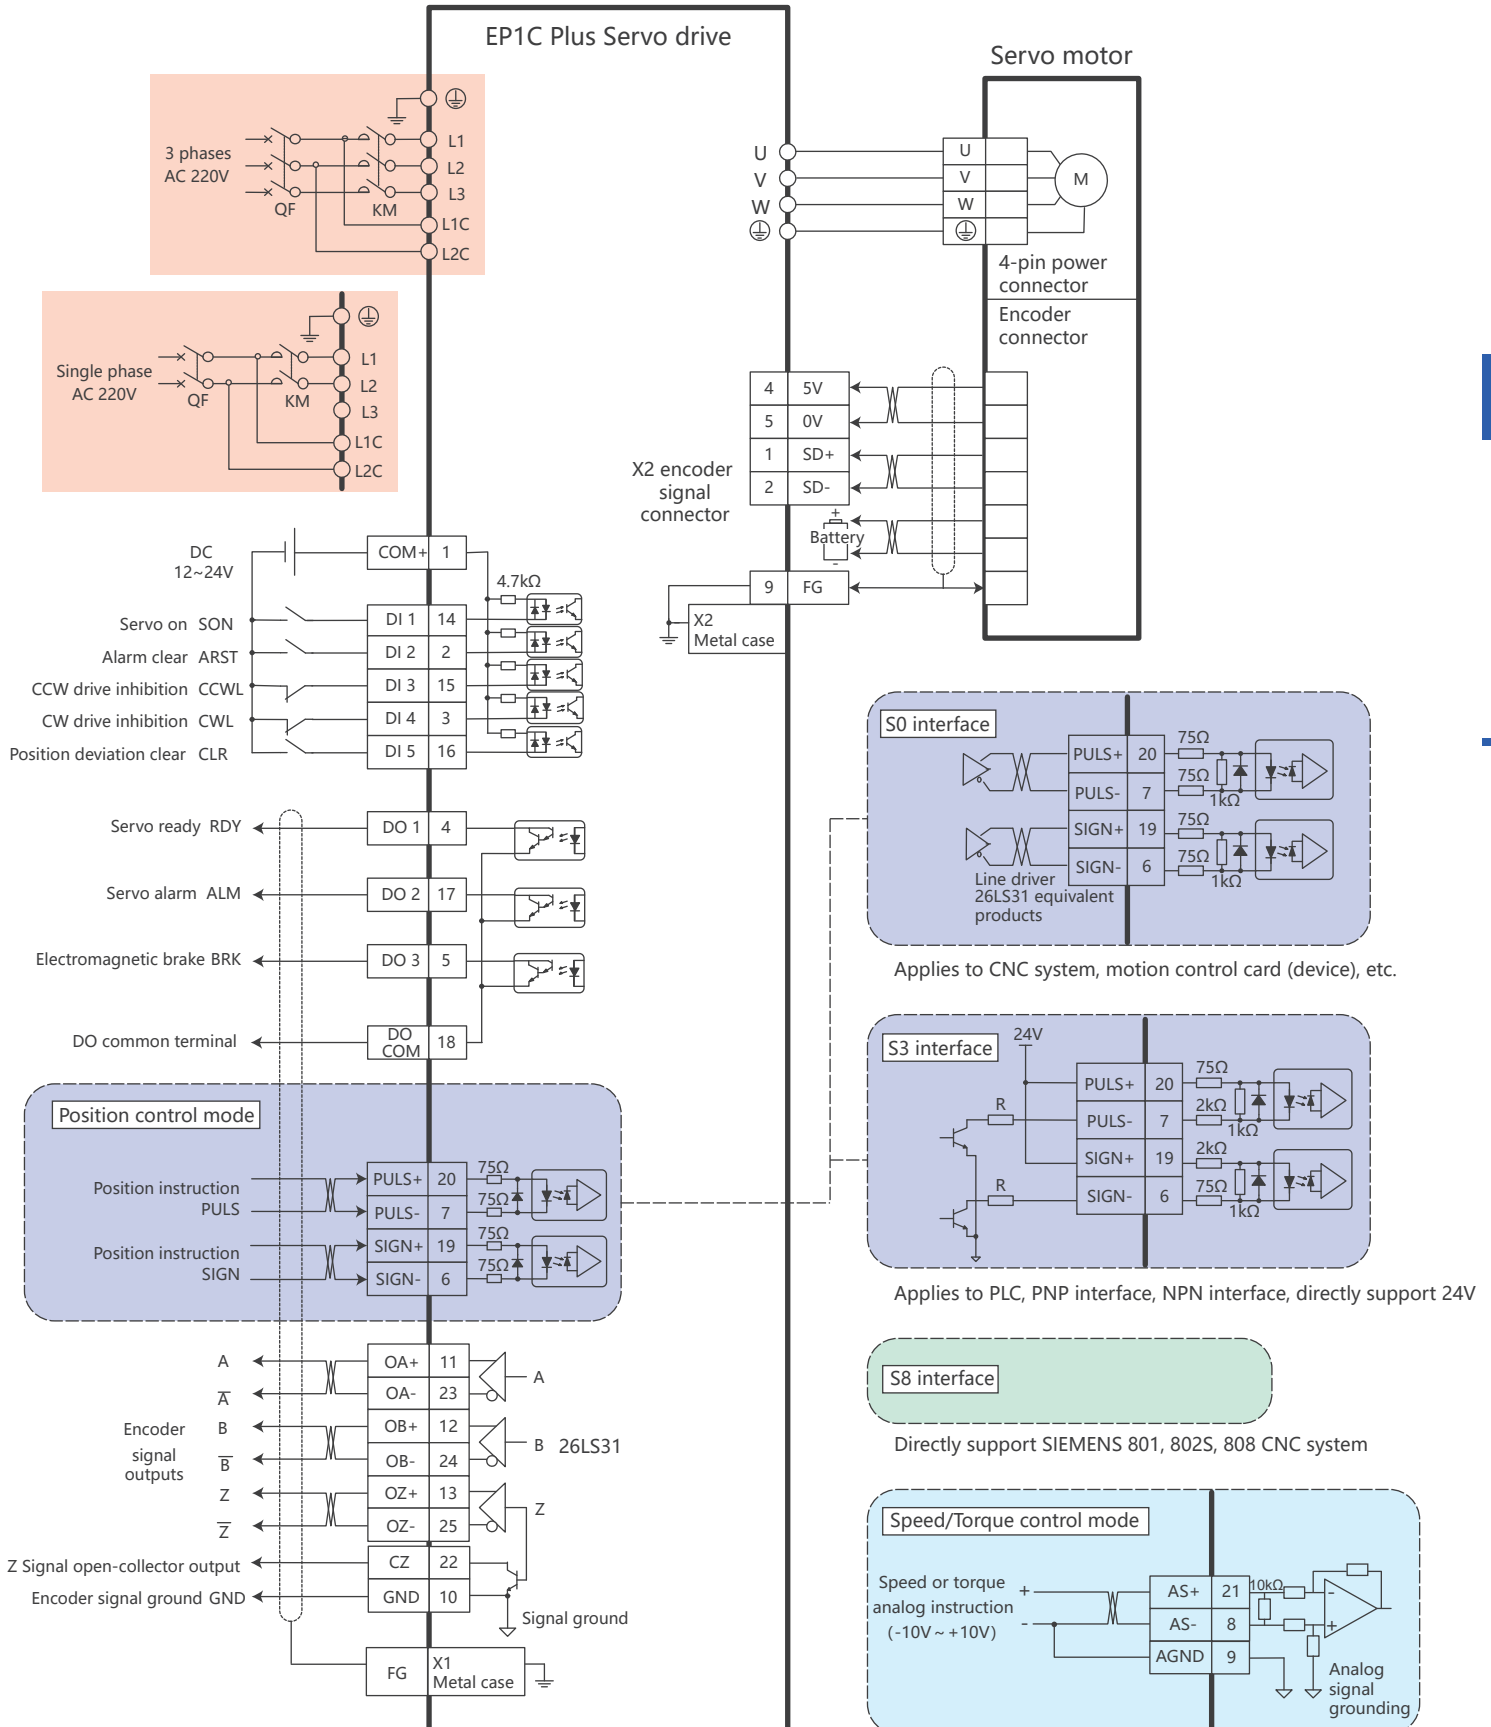 EP1C Plus Servo drive
Servo motor
3 phases
AC 220V
QF
KM
L1
L2
L3
L1C
L2C
U
V
W
U
V
W
M
4-pin power
connector
Encoder
connector
Single phase
AC 220V
QF
KM
L1
L2
L3
L1C
L2C
X2 encoder
signal
connector
4 5V
5 0V
1 SD+
2 SD-
+
Battery
-
9 FG
X2
Metal case
DC
12~24V
COM+ 1
4.7kΩ
Servo on SON DI 1 14
Alarm clear ARST DI 2 2
CCW drive inhibition CCWL DI 3 15
CW drive inhibition CWL DI 4 3
Position deviation clear CLR DI 5 16
Servo ready RDY DO 1 4
Servo alarm ALM DO 2 17
Electromagnetic brake BRK DO 3 5
DO common terminal DO COM 18
Position control mode
Position instruction
PULS
PULS+ 20 75Ω
PULS- 7 75Ω
Position instruction
SIGN
SIGN+ 19 75Ω
SIGN- 6 75Ω
Encoder
signal
outputs
A OA+ 11
A
A̅ OA- 23
B OB+ 12
B 26LS31
B̅ OB- 24
Z OZ+ 13
Z
Z̅ OZ- 25
Z Signal open-collector output CZ 22
Encoder signal ground GND GND 10
Signal ground
FG
X1
Metal case
S0 interface
PULS+ 20 75Ω
PULS- 7 75Ω
1kΩ
SIGN+ 19 75Ω
SIGN- 6 75Ω
1kΩ
Line driver
26LS31 equivalent
products
Applies to CNC system, motion control card (device), etc.
S3 interface
24V
PULS+ 20 75Ω
R PULS- 7 2kΩ
1kΩ
SIGN+ 19 2kΩ
R SIGN- 6 75Ω
1kΩ
Applies to PLC, PNP interface, NPN interface, directly support 24V
S8 interface
Directly support SIEMENS 801, 802S, 808 CNC system
Speed/Torque control mode
Speed or torque
analog instruction
(-10V ~ +10V)
+
-
AS+ 21 10kΩ
AS- 8
AGND 9
-
+
Analog
signal
grounding